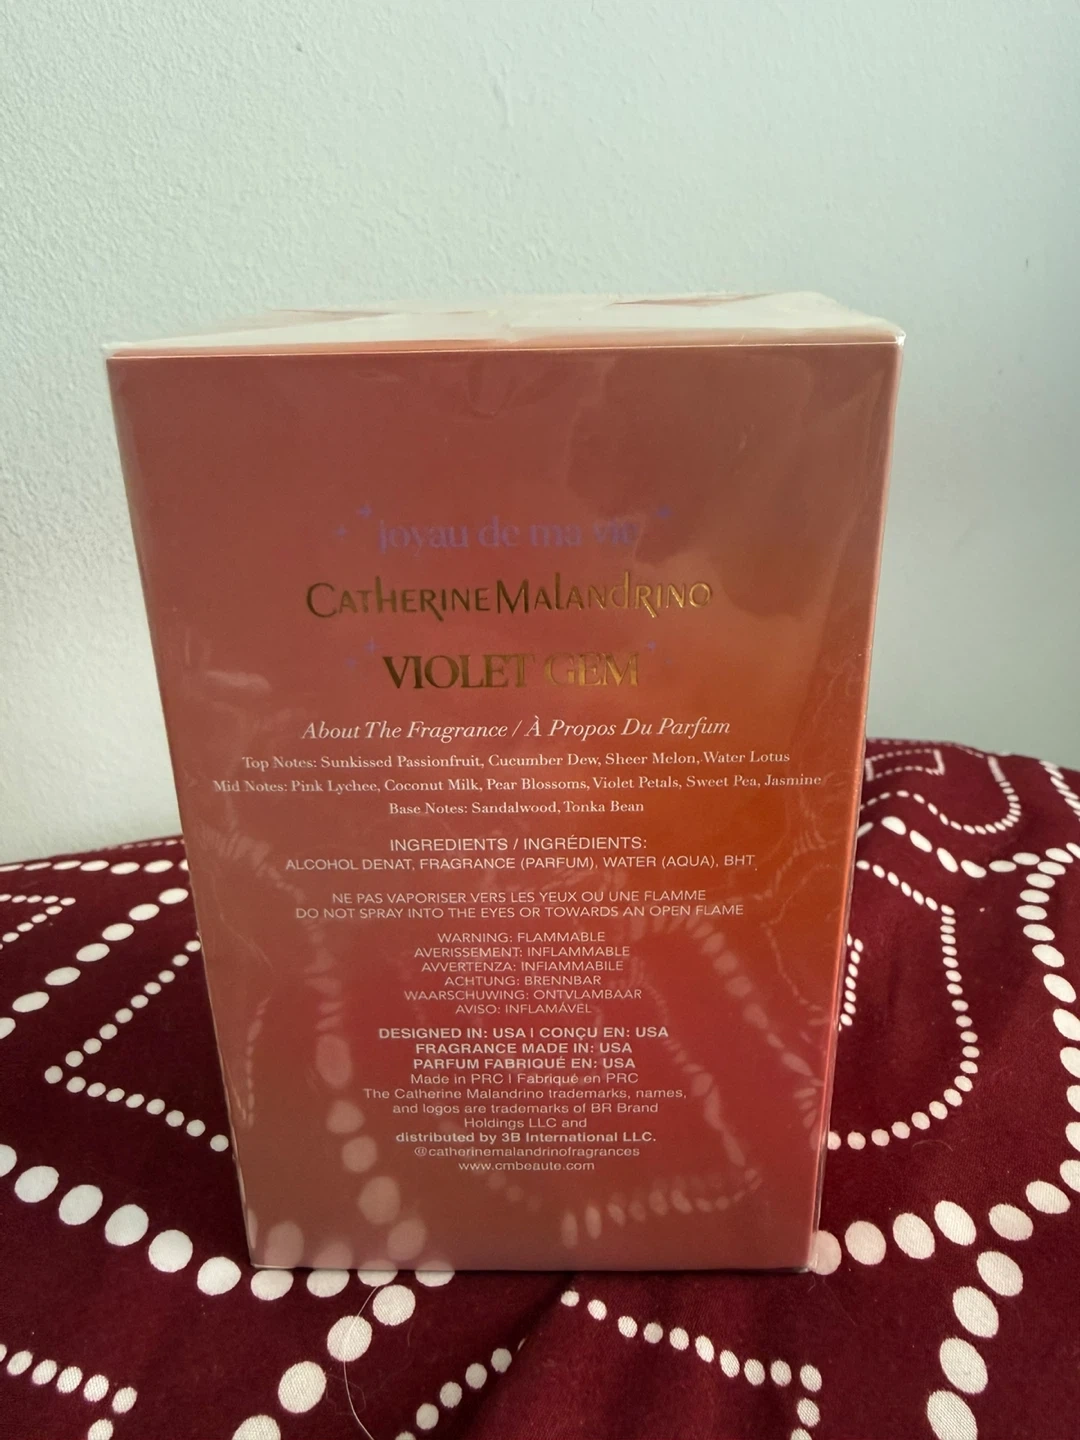 joyau de ma vie
CATHERINE MALANDRINO
VIOLET GEM
About The Fragrance / À Propos Du Parfum
Top Notes: Sunkissed Passionfruit, Cucumber Dew, Sheer Melon, Water Lotus
Mid Notes: Pink Lychee, Coconut Milk, Pear Blossoms, Violet Petals, Sweet Pea, Jasmine
Base Notes: Sandalwood, Tonka Bean
INGREDIENTS / INGRÉDIENTS:
ALCOHOL DENAT, FRAGRANCE (PARFUM), WATER (AQUA), BHT
NE PAS VAPORISER VERS LES YEUX OU UNE FLAMME
DO NOT SPRAY INTO THE EYES OR TOWARDS AN OPEN FLAME
WARNING: FLAMMABLE
AVERISSEMENT: INFLAMMABLE
AVVERTENZA: INFIAMMABILE
ACHTUNG: BRENNBAR
WAARSCHUWING: ONTVLAMBAAR
AVISO: INFLAMÁVEL
DESIGNED IN: USA | CONÇU EN: USA
FRAGRANCE MADE IN: USA
PARFUM FABRIQUÉ EN: USA
Made in PRC | Fabriqué en PRC
The Catherine Malandrino trademarks, names,
and logos are trademarks of BR Brand
Holdings LLC and
distributed by 3B International LLC.
@catherinemalandrinofragrances
www.cmbeaute.com